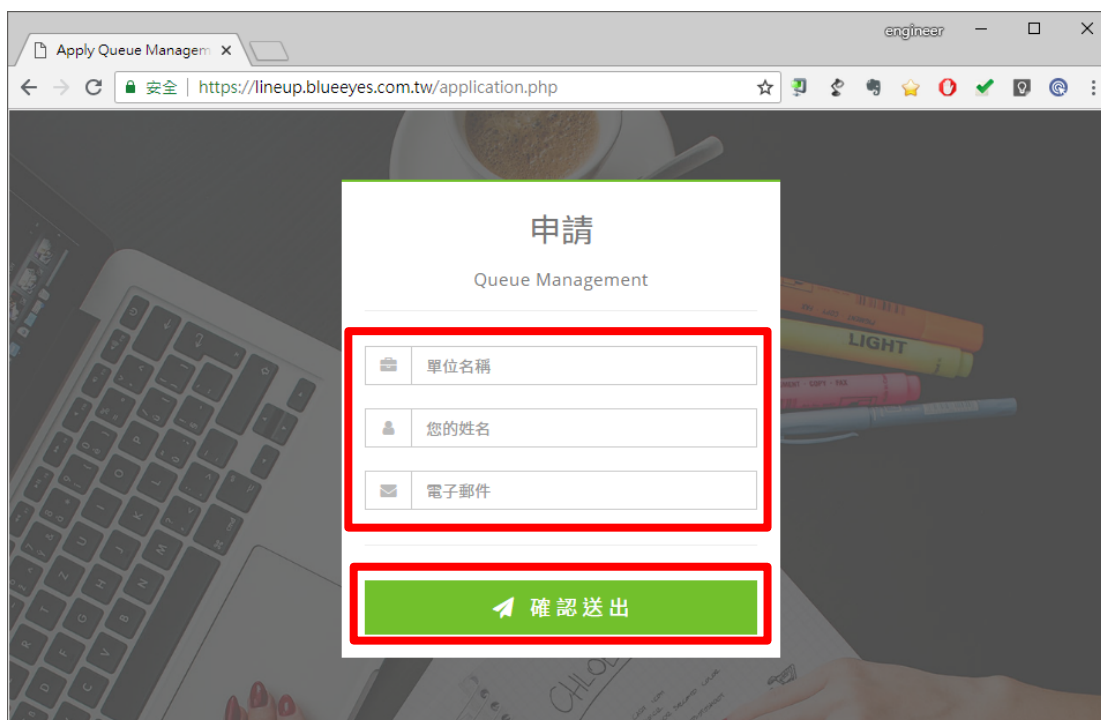 engineer
Apply Queue Managem
安全 | https://lineup.blueeyes.com.tw/application.php
申請
Queue Management
LIGHT
單位名稱
您的姓名
電子郵件
確認送出